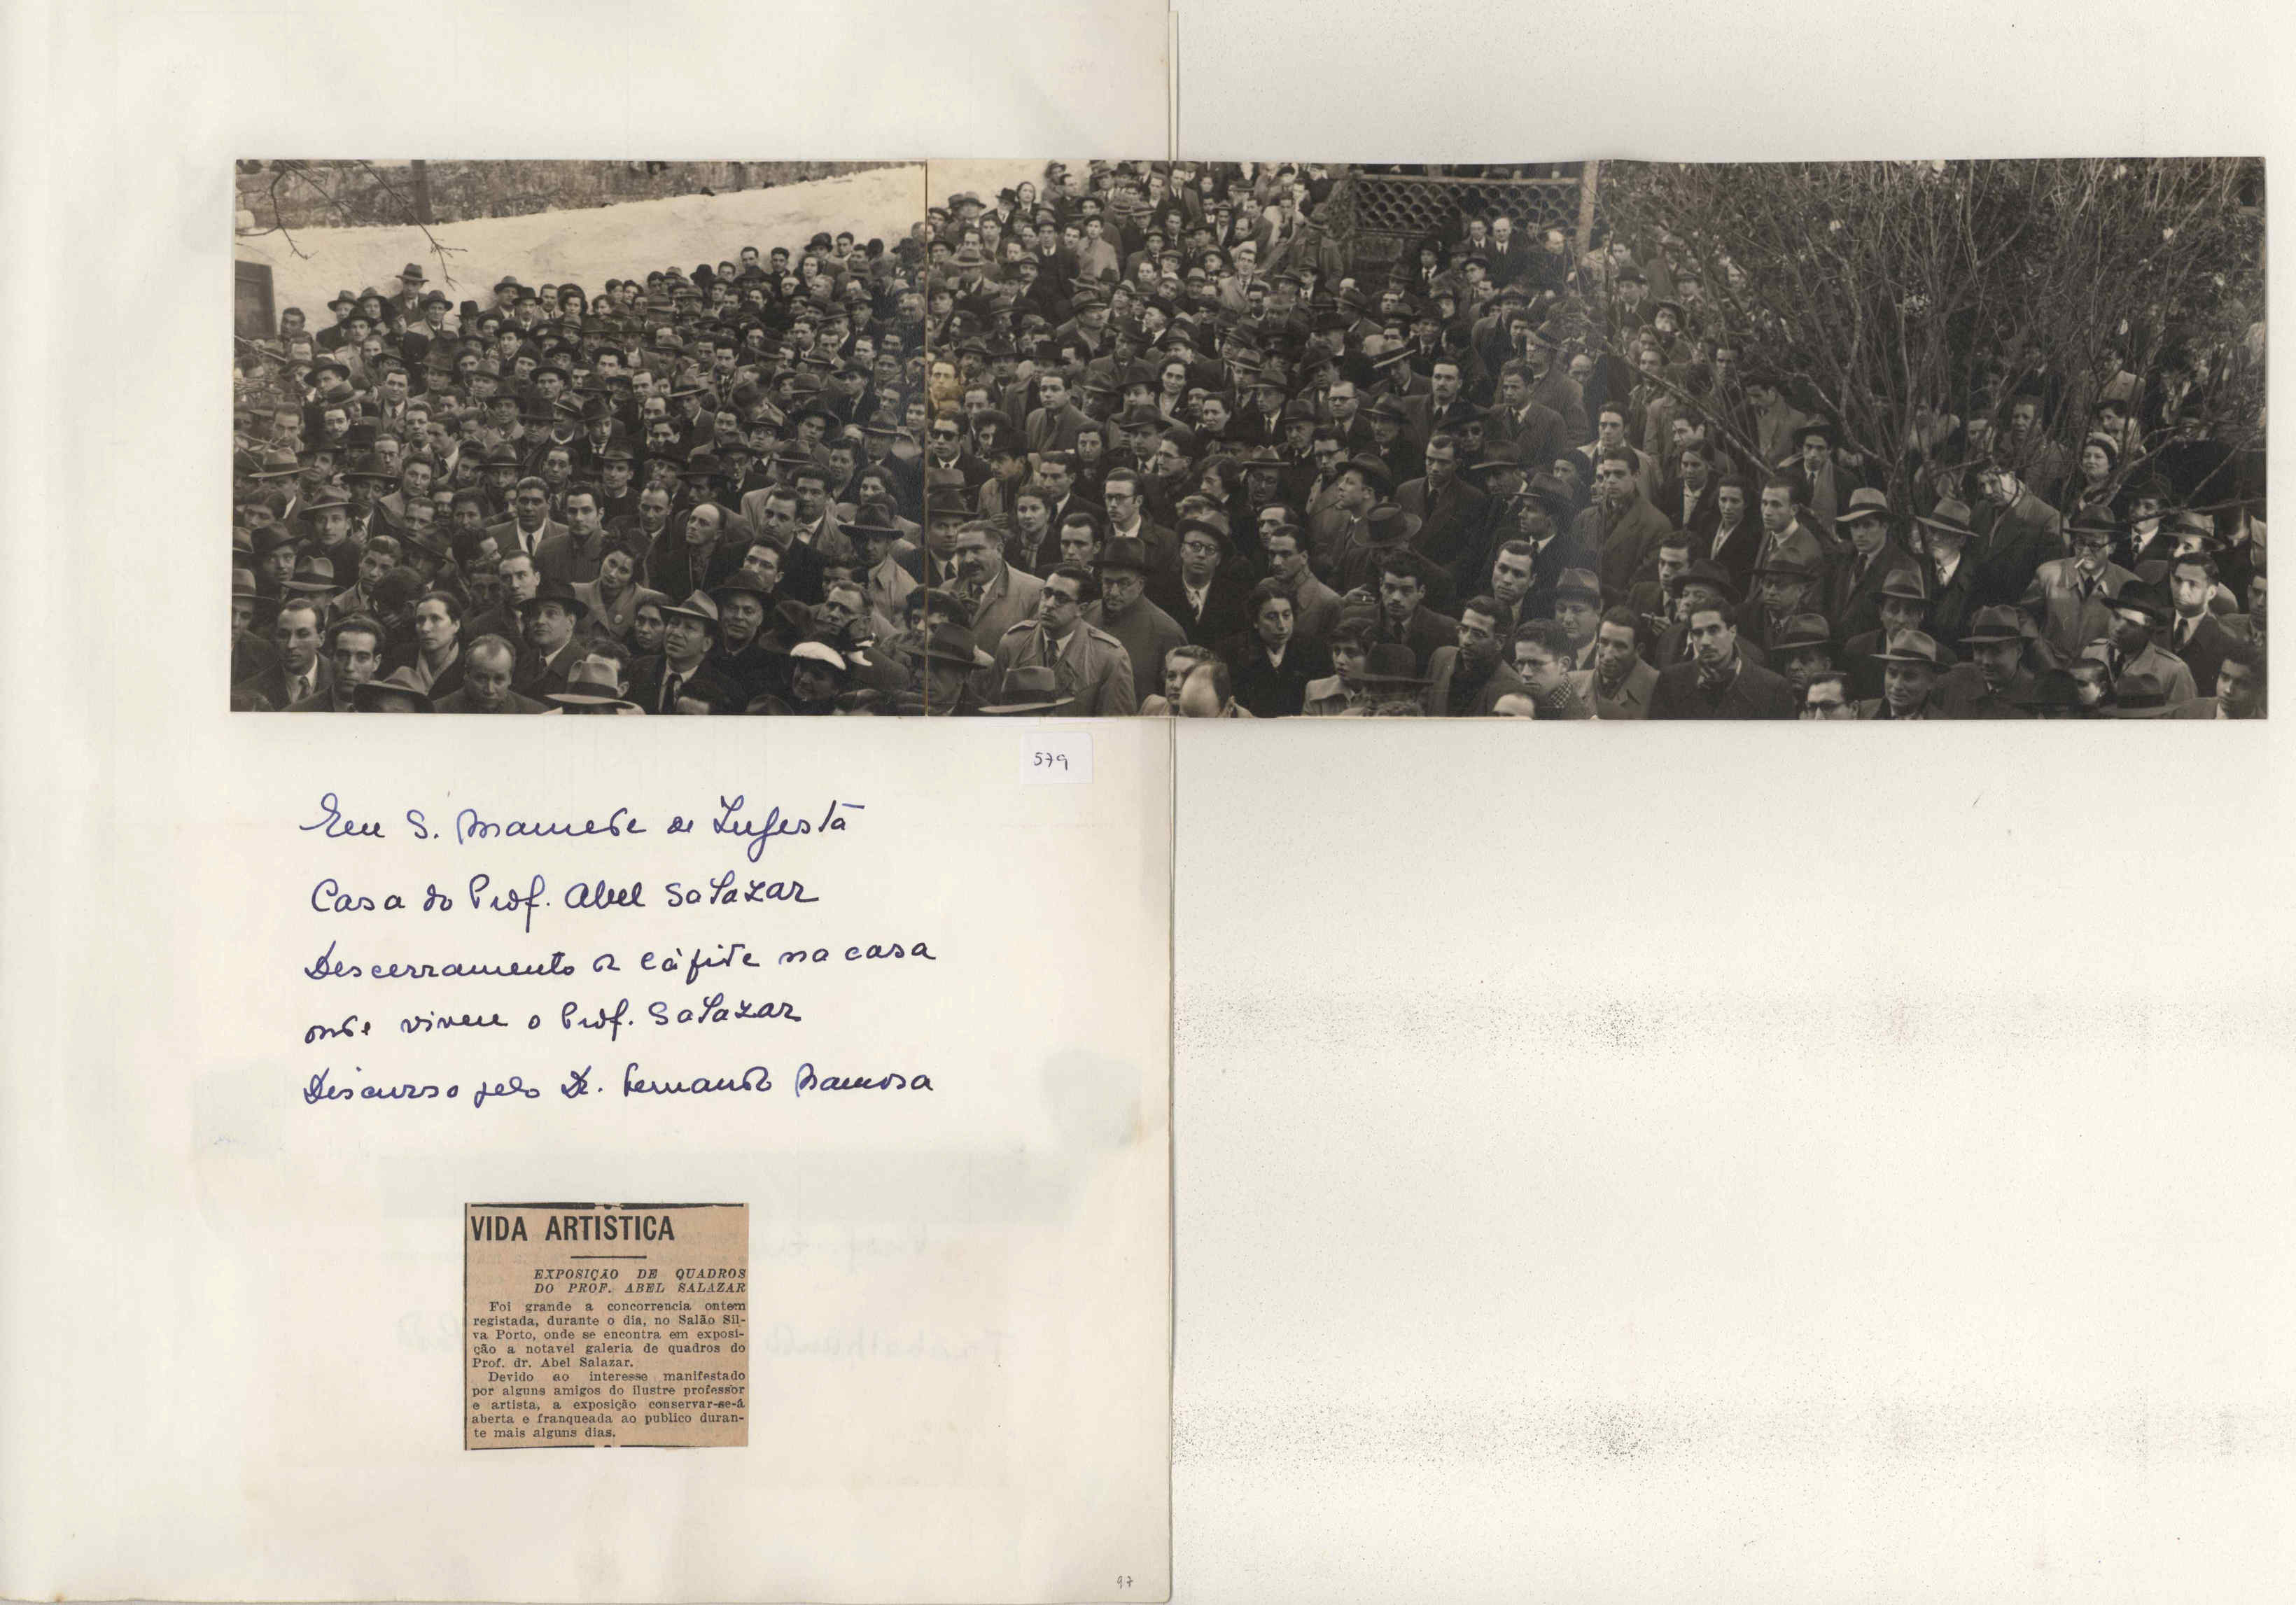 579
Em S. Mamede de Infesta
Casa do Prof. Abel Salazar
Descerramento da lápide na casa
onde viveu o Prof. Salazar
Discurso pelo Dr. Fernando Namora
VIDA ARTISTICA
EXPOSIÇÃO DE QUADROS
DO PROF. ABEL SALAZAR
Foi grande a concorrencia ontem
registada, durante o dia, no Salão Sil-
va Porto, onde se encontra em exposi-
ção a notavel galeria de quadros do
Prof. dr. Abel Salazar.
Devido ao interesse manifestado
por alguns amigos do ilustre professor
e artista, a exposição conservar-se-á
aberta e franqueada ao publico duran-
te mais alguns dias.
97